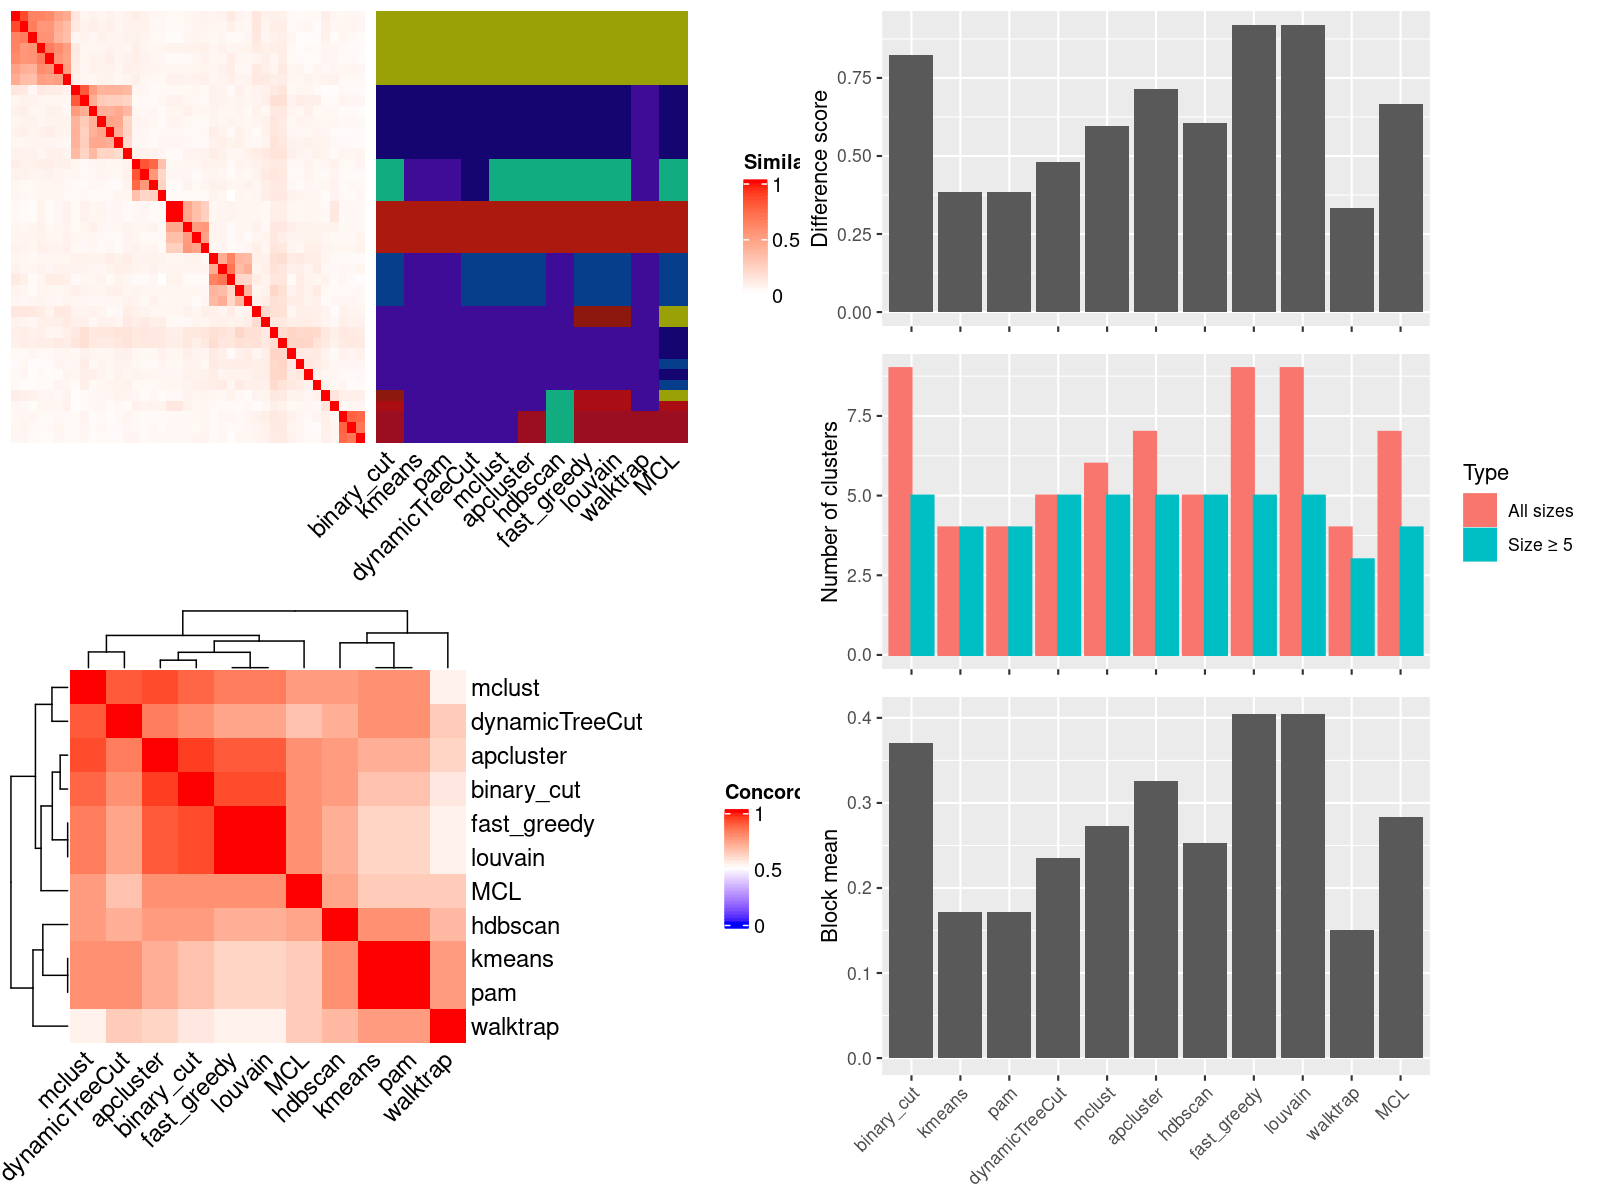 Simila
1
0.5
0
binary_cut
kmeans
pam
dynamicTreeCut
mclust
apcluster
hdbscan
fast_greedy
louvain
walktrap
MCL
mclust
dynamicTreeCut
apcluster
binary_cut
fast_greedy
louvain
MCL
hdbscan
kmeans
pam
walktrap
mclust
dynamicTreeCut
apcluster
binary_cut
fast_greedy
louvain
MCL
hdbscan
kmeans
pam
walktrap
Concord
1
0.5
0
Difference score
0.75
0.50
0.25
0.00
Number of clusters
7.5
5.0
2.5
0.0
Type
All sizes
Size ≥ 5
Block mean
0.4
0.3
0.2
0.1
0.0
binary_cut
kmeans
pam
dynamicTreeCut
mclust
apcluster
hdbscan
fast_greedy
louvain
walktrap
MCL